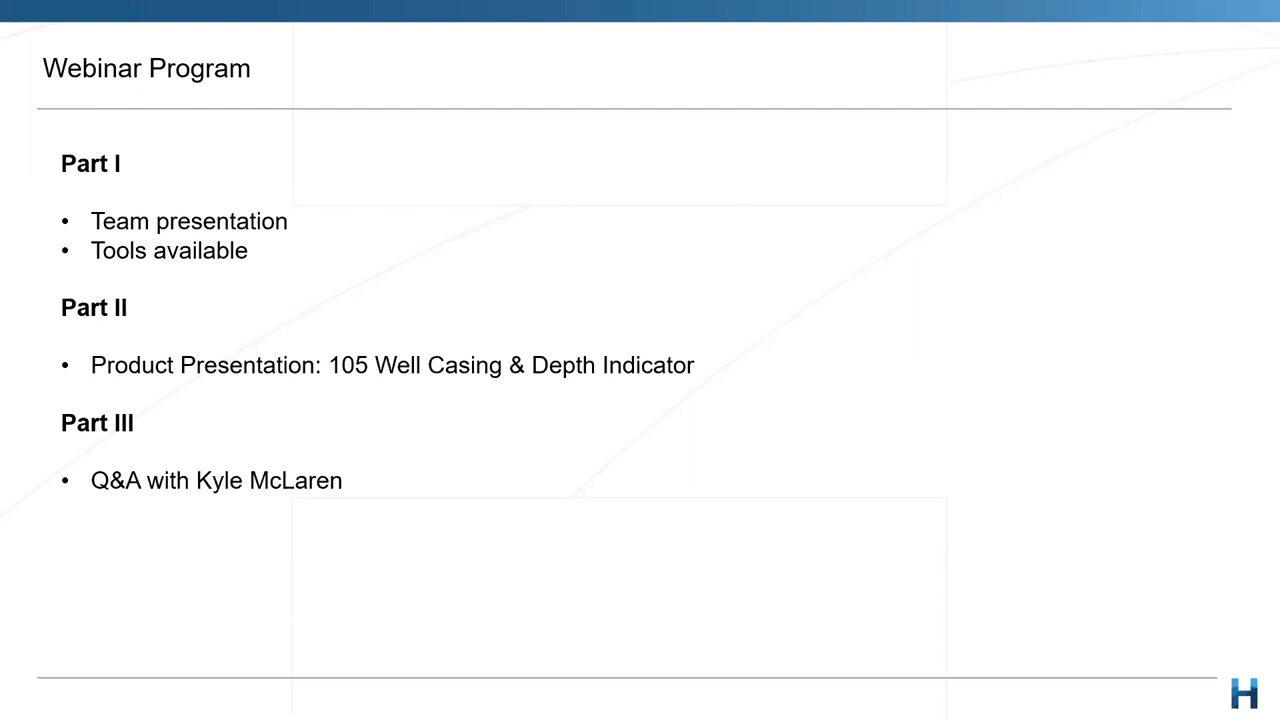 Webinar Program
Part I
• Team presentation
• Tools available
Part II
• Product Presentation: 105 Well Casing & Depth Indicator
Part III
• Q&A with Kyle McLaren
H